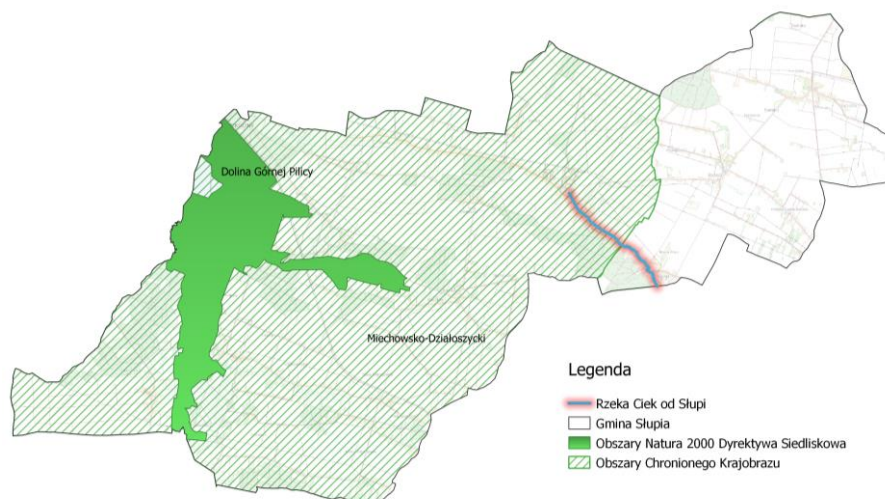 Dolina Górnej Pilicy
Miechowsko-Działoszycki
Legenda
Rzeka Ciek od Słupi
Gmina Słupia
Obszary Natura 2000 Dyrektywa Siedliskowa
Obszary Chronionego Krajobrazu